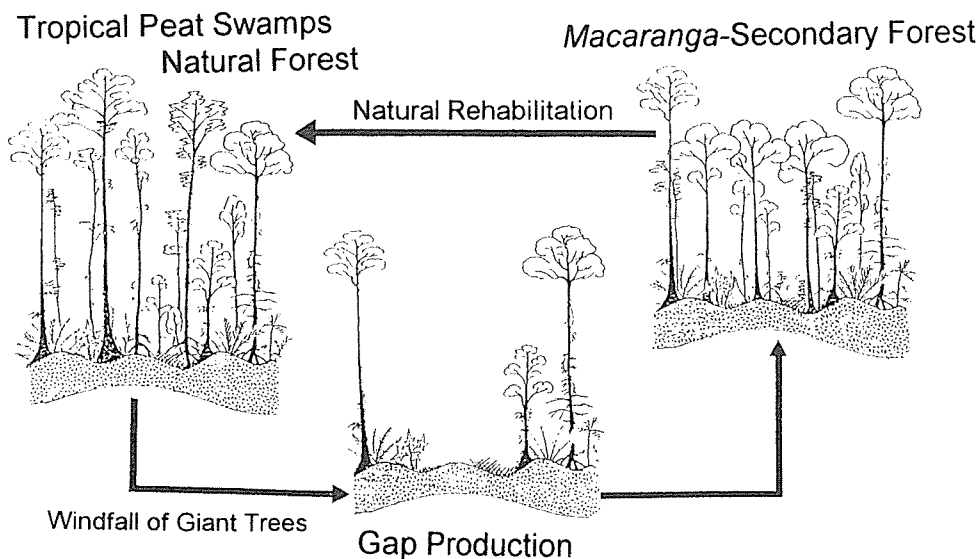 Tropical Peat Swamps
Natural Forest
Macaranga-Secondary Forest
Natural Rehabilitation
Windfall of Giant Trees
Gap Production